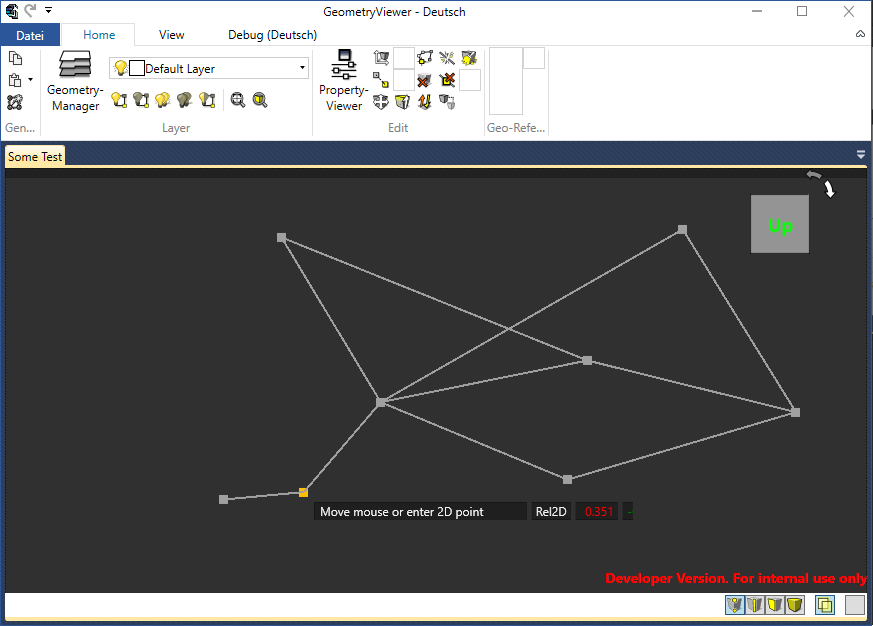 GeometryViewer - Deutsch
Datei Home View Debug (Deutsch)
Default Layer
Geometry-
Manager
Property-
Viewer
Gen... Layer Edit Geo-Refe...
Some Test
Up
Move mouse or enter 2D point Rel2D 0.351 -
Developer Version. For internal use only